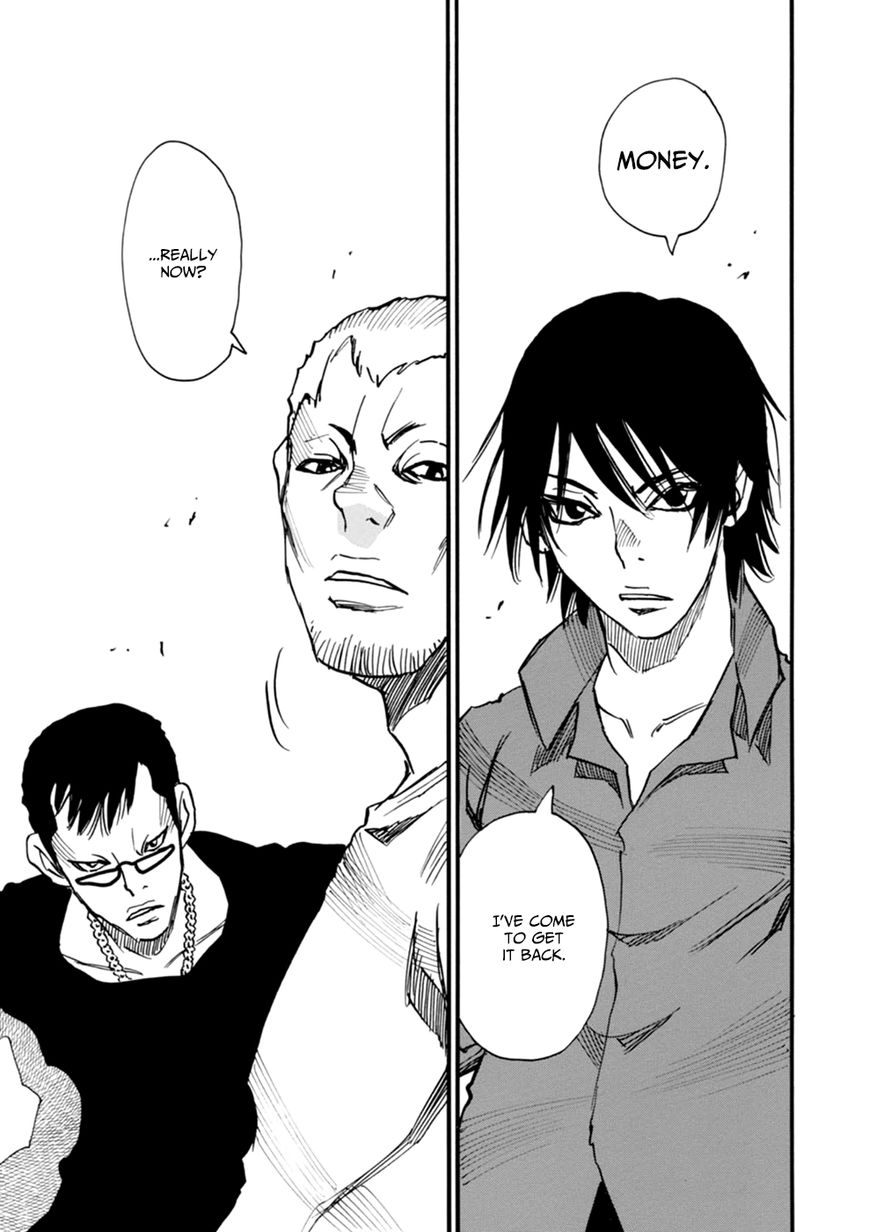 MONEY.
I'VE COME
TO GET
IT BACK.
...REALLY
NOW?